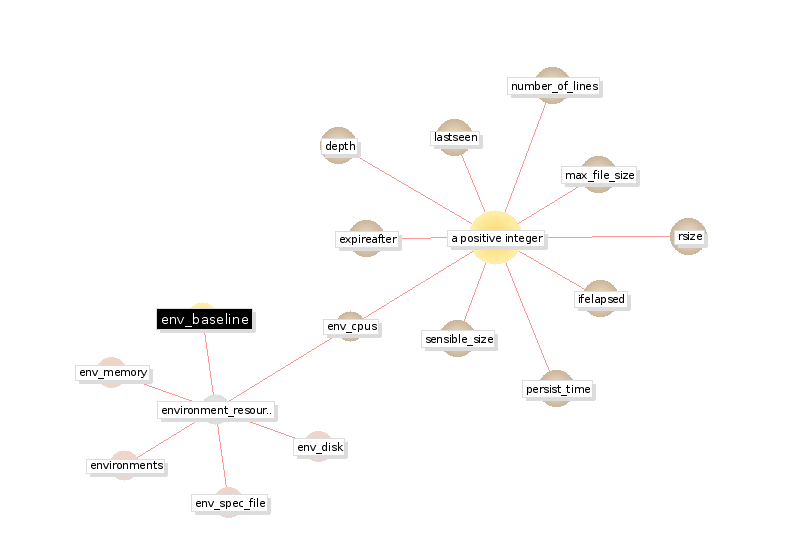 number_of_lines
lastseen
depth
max_file_size
rsize
a positive integer
expireafter
ifelapsed
env_baseline
env_cpus
sensible_size
env_memory
persist_time
environment_resour..
env_disk
environments
env_spec_file